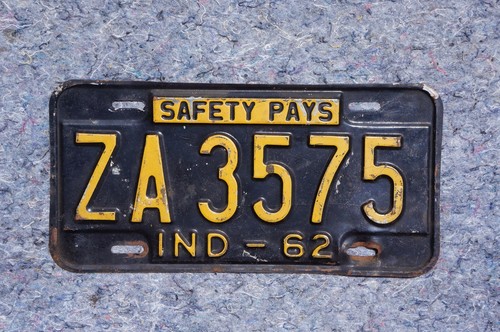 SAFETY PAYS
ZA 3575
IND - 62